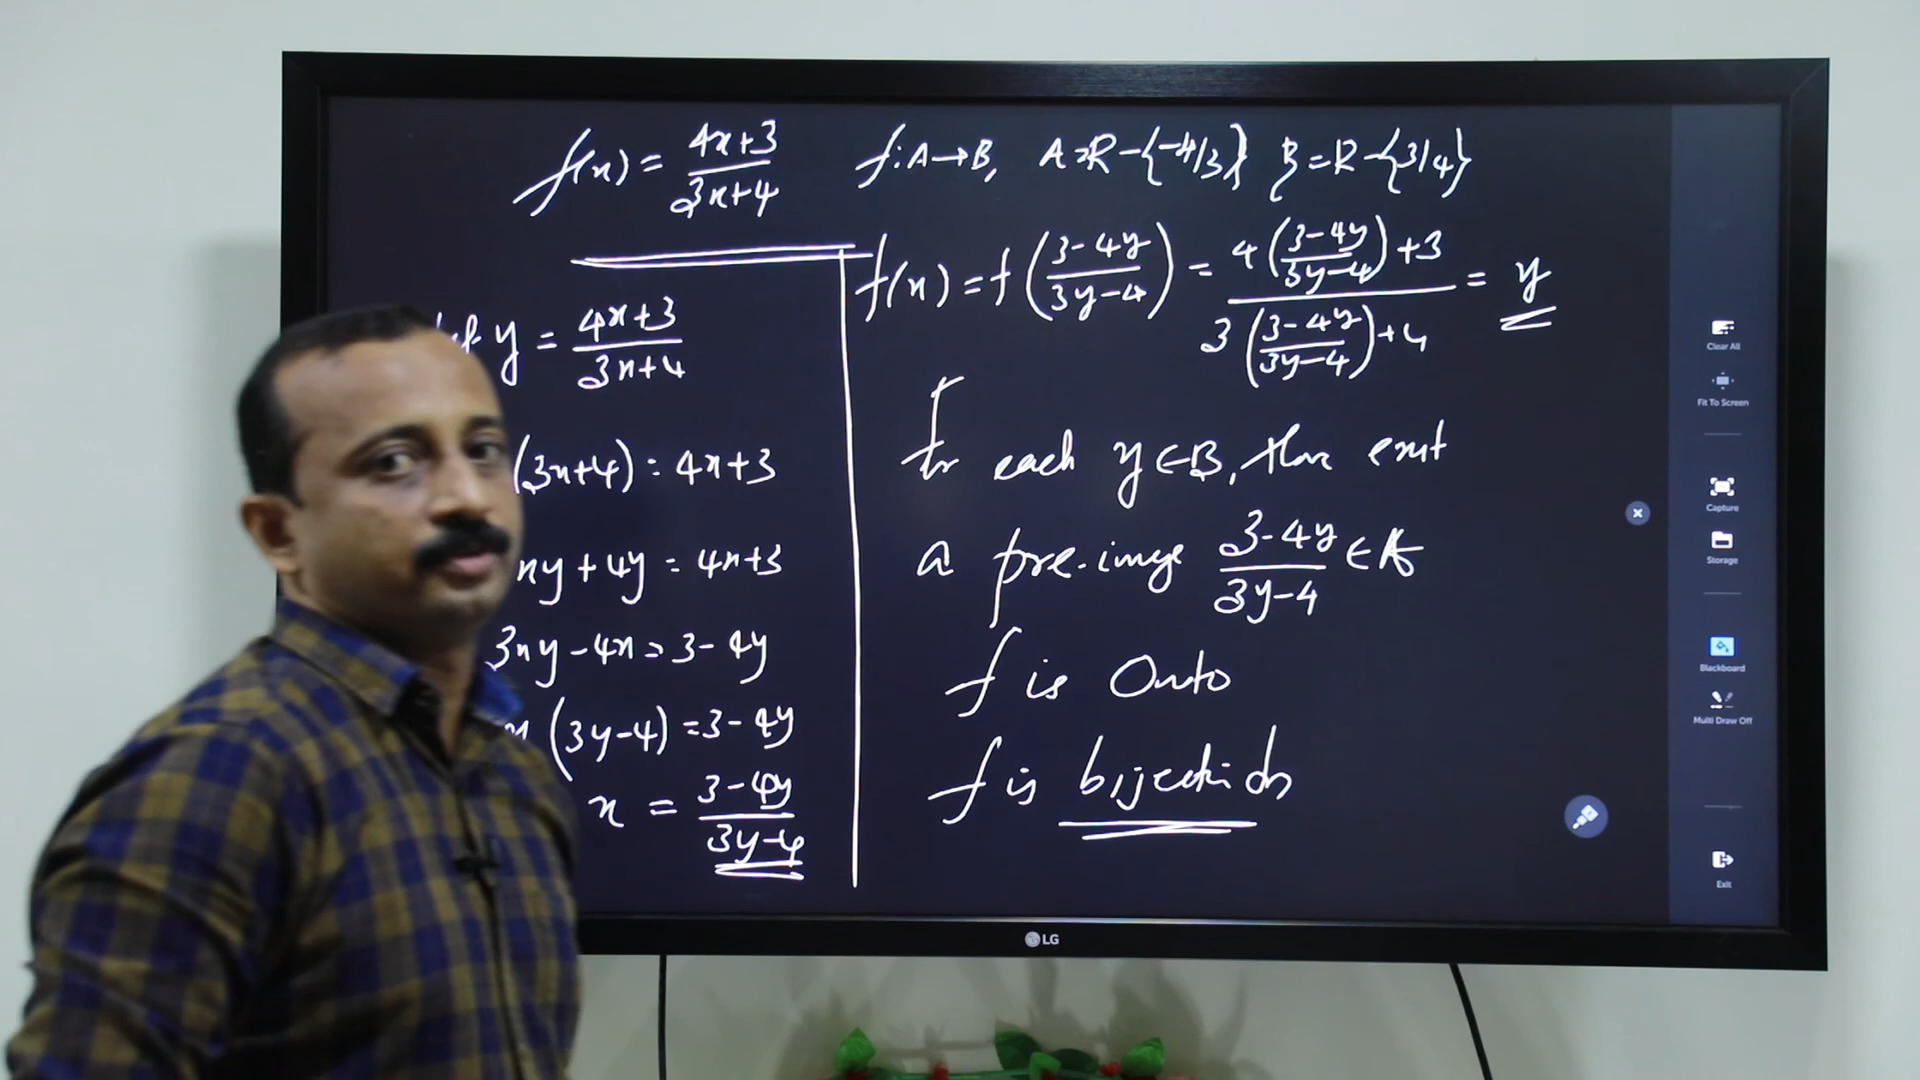 f(x) = 4x+3 / 3x+4 f:A→B, A=R-{-4/3} B=R-{3/4}
y = 4x+3 / 3x+4
(3x+4) = 4x+3
xy+4y = 4x+3
3xy-4x = 3-4y
x(3y-4) = 3-4y
x = 3-4y / 3y-4
f(x) = f(3-4y / 3y-4) = 4(3-4y / 3y-4)+3 / 3(3-4y / 3y-4)+4 = y
for each y∈B, there exist
a pre-image 3-4y / 3y-4 ∈ A
f is Onto
f is bijection
Clear All
Fit To Screen
Capture
Storage
Blackboard
Multi Draw Off
Exit
LG